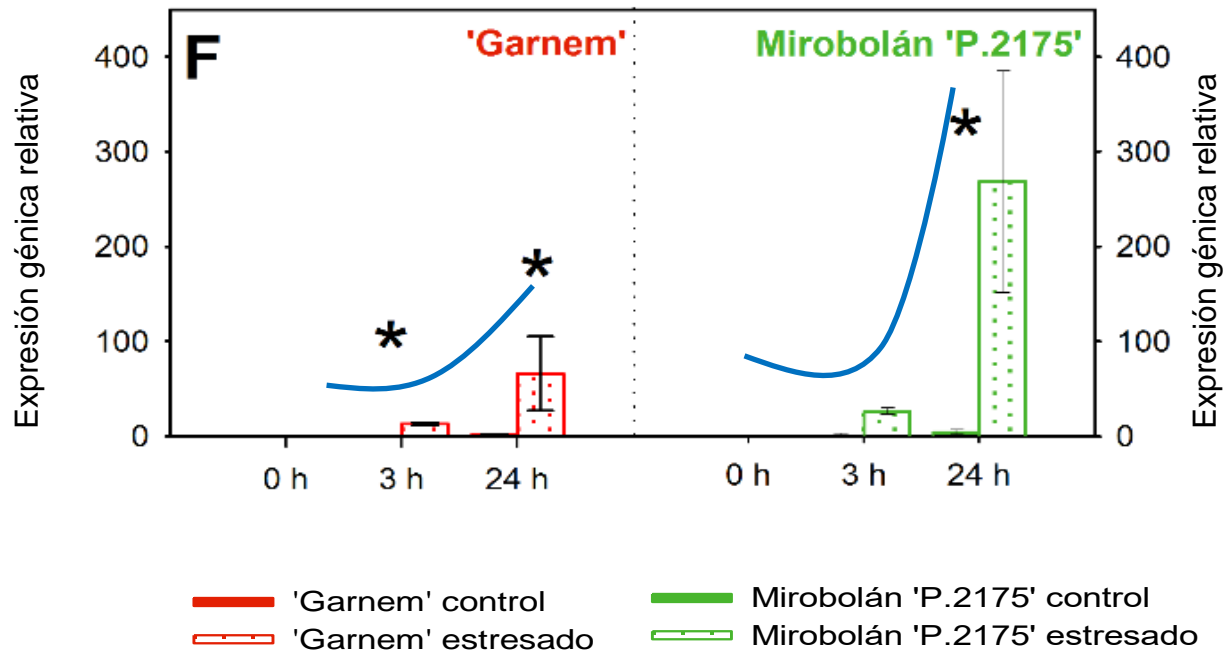 F
'Garnem'
Mirobolán 'P.2175'
Expresión génica relativa
400
300
200
100
0
*
*
*
400
300
200
100
0
Expresión génica relativa
0 h 3 h 24 h
0 h 3 h 24 h
'Garnem' control
'Garnem' estresado
Mirobolán 'P.2175' control
Mirobolán 'P.2175' estresado